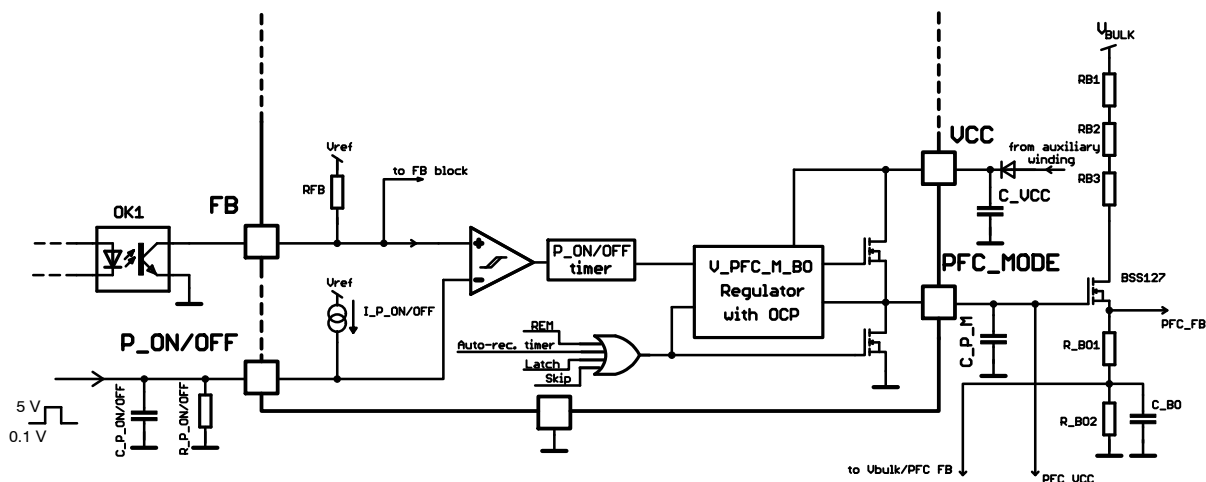 V_BULK
RB1
RB2
RB3
VCC
from auxiliary
winding
C_VCC
Vref
RFB
to FB block
FB
OK1
P_ON/OFF
timer
V_PFC_M_BO
Regulator
with OCP
PFC_MODE
BSS127
PFC_FB
C_P_M
R_BO1
R_BO2
C_BO
Vref
I_P_ON/OFF
REM
Auto-rec. timer
Latch
Skip
P_ON/OFF
5 V
0.1 V
C_P_ON/OFF
R_P_ON/OFF
to Vbulk/PFC FB
PFC_VCC